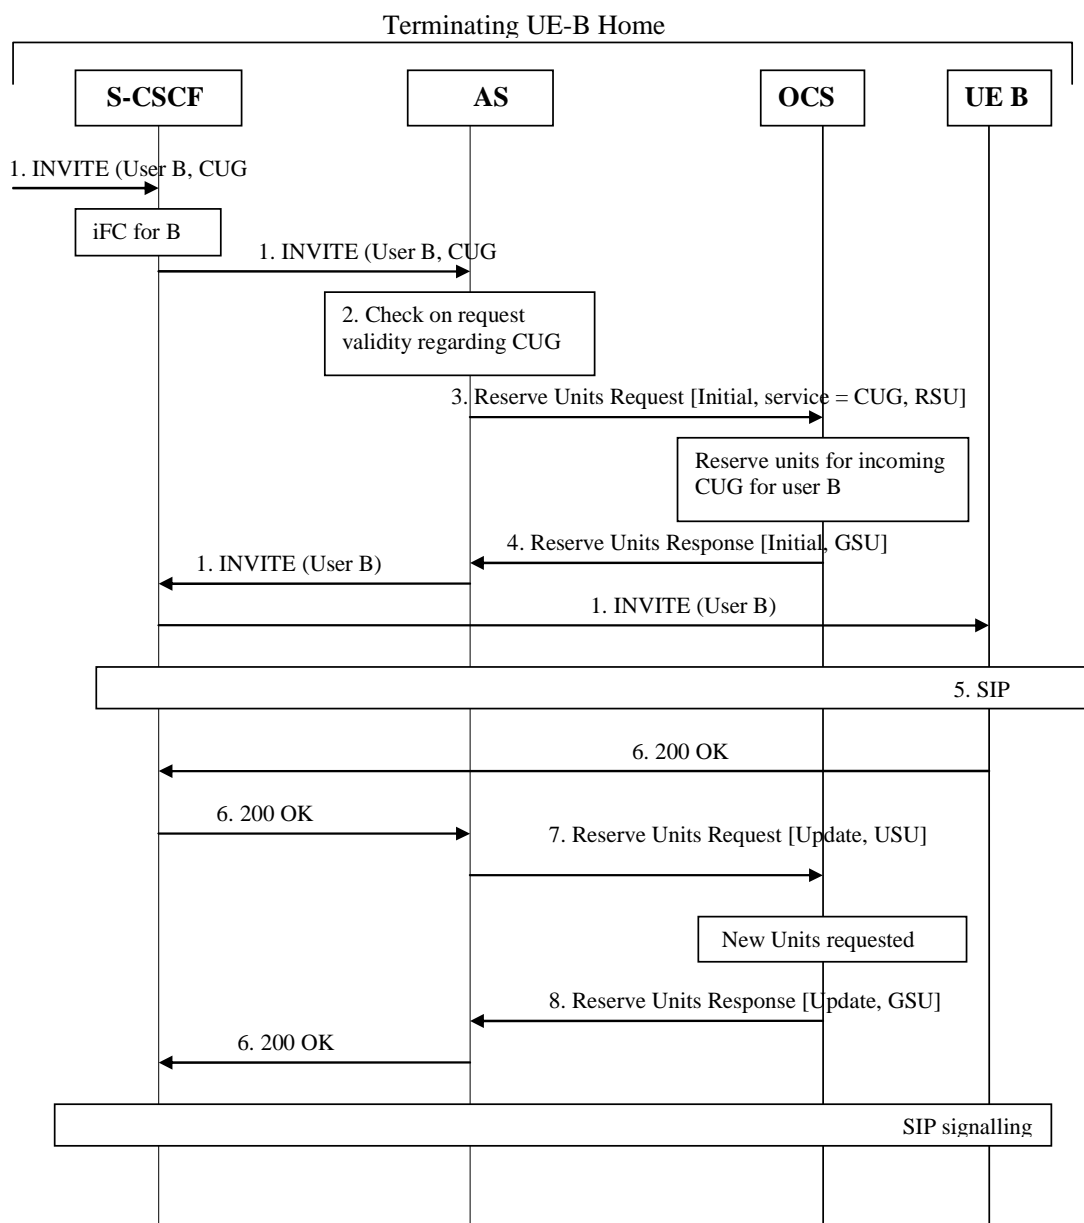 Terminating UE-B Home
S-CSCF
AS
OCS
UE B
1. INVITE (User B, CUG
iFC for B
1. INVITE (User B, CUG
2. Check on request
validity regarding CUG
3. Reserve Units Request [Initial, service = CUG, RSU]
Reserve units for incoming
CUG for user B
4. Reserve Units Response [Initial, GSU]
1. INVITE (User B)
1. INVITE (User B)
5. SIP
6. 200 OK
6. 200 OK
7. Reserve Units Request [Update, USU]
New Units requested
8. Reserve Units Response [Update, GSU]
6. 200 OK
SIP signalling